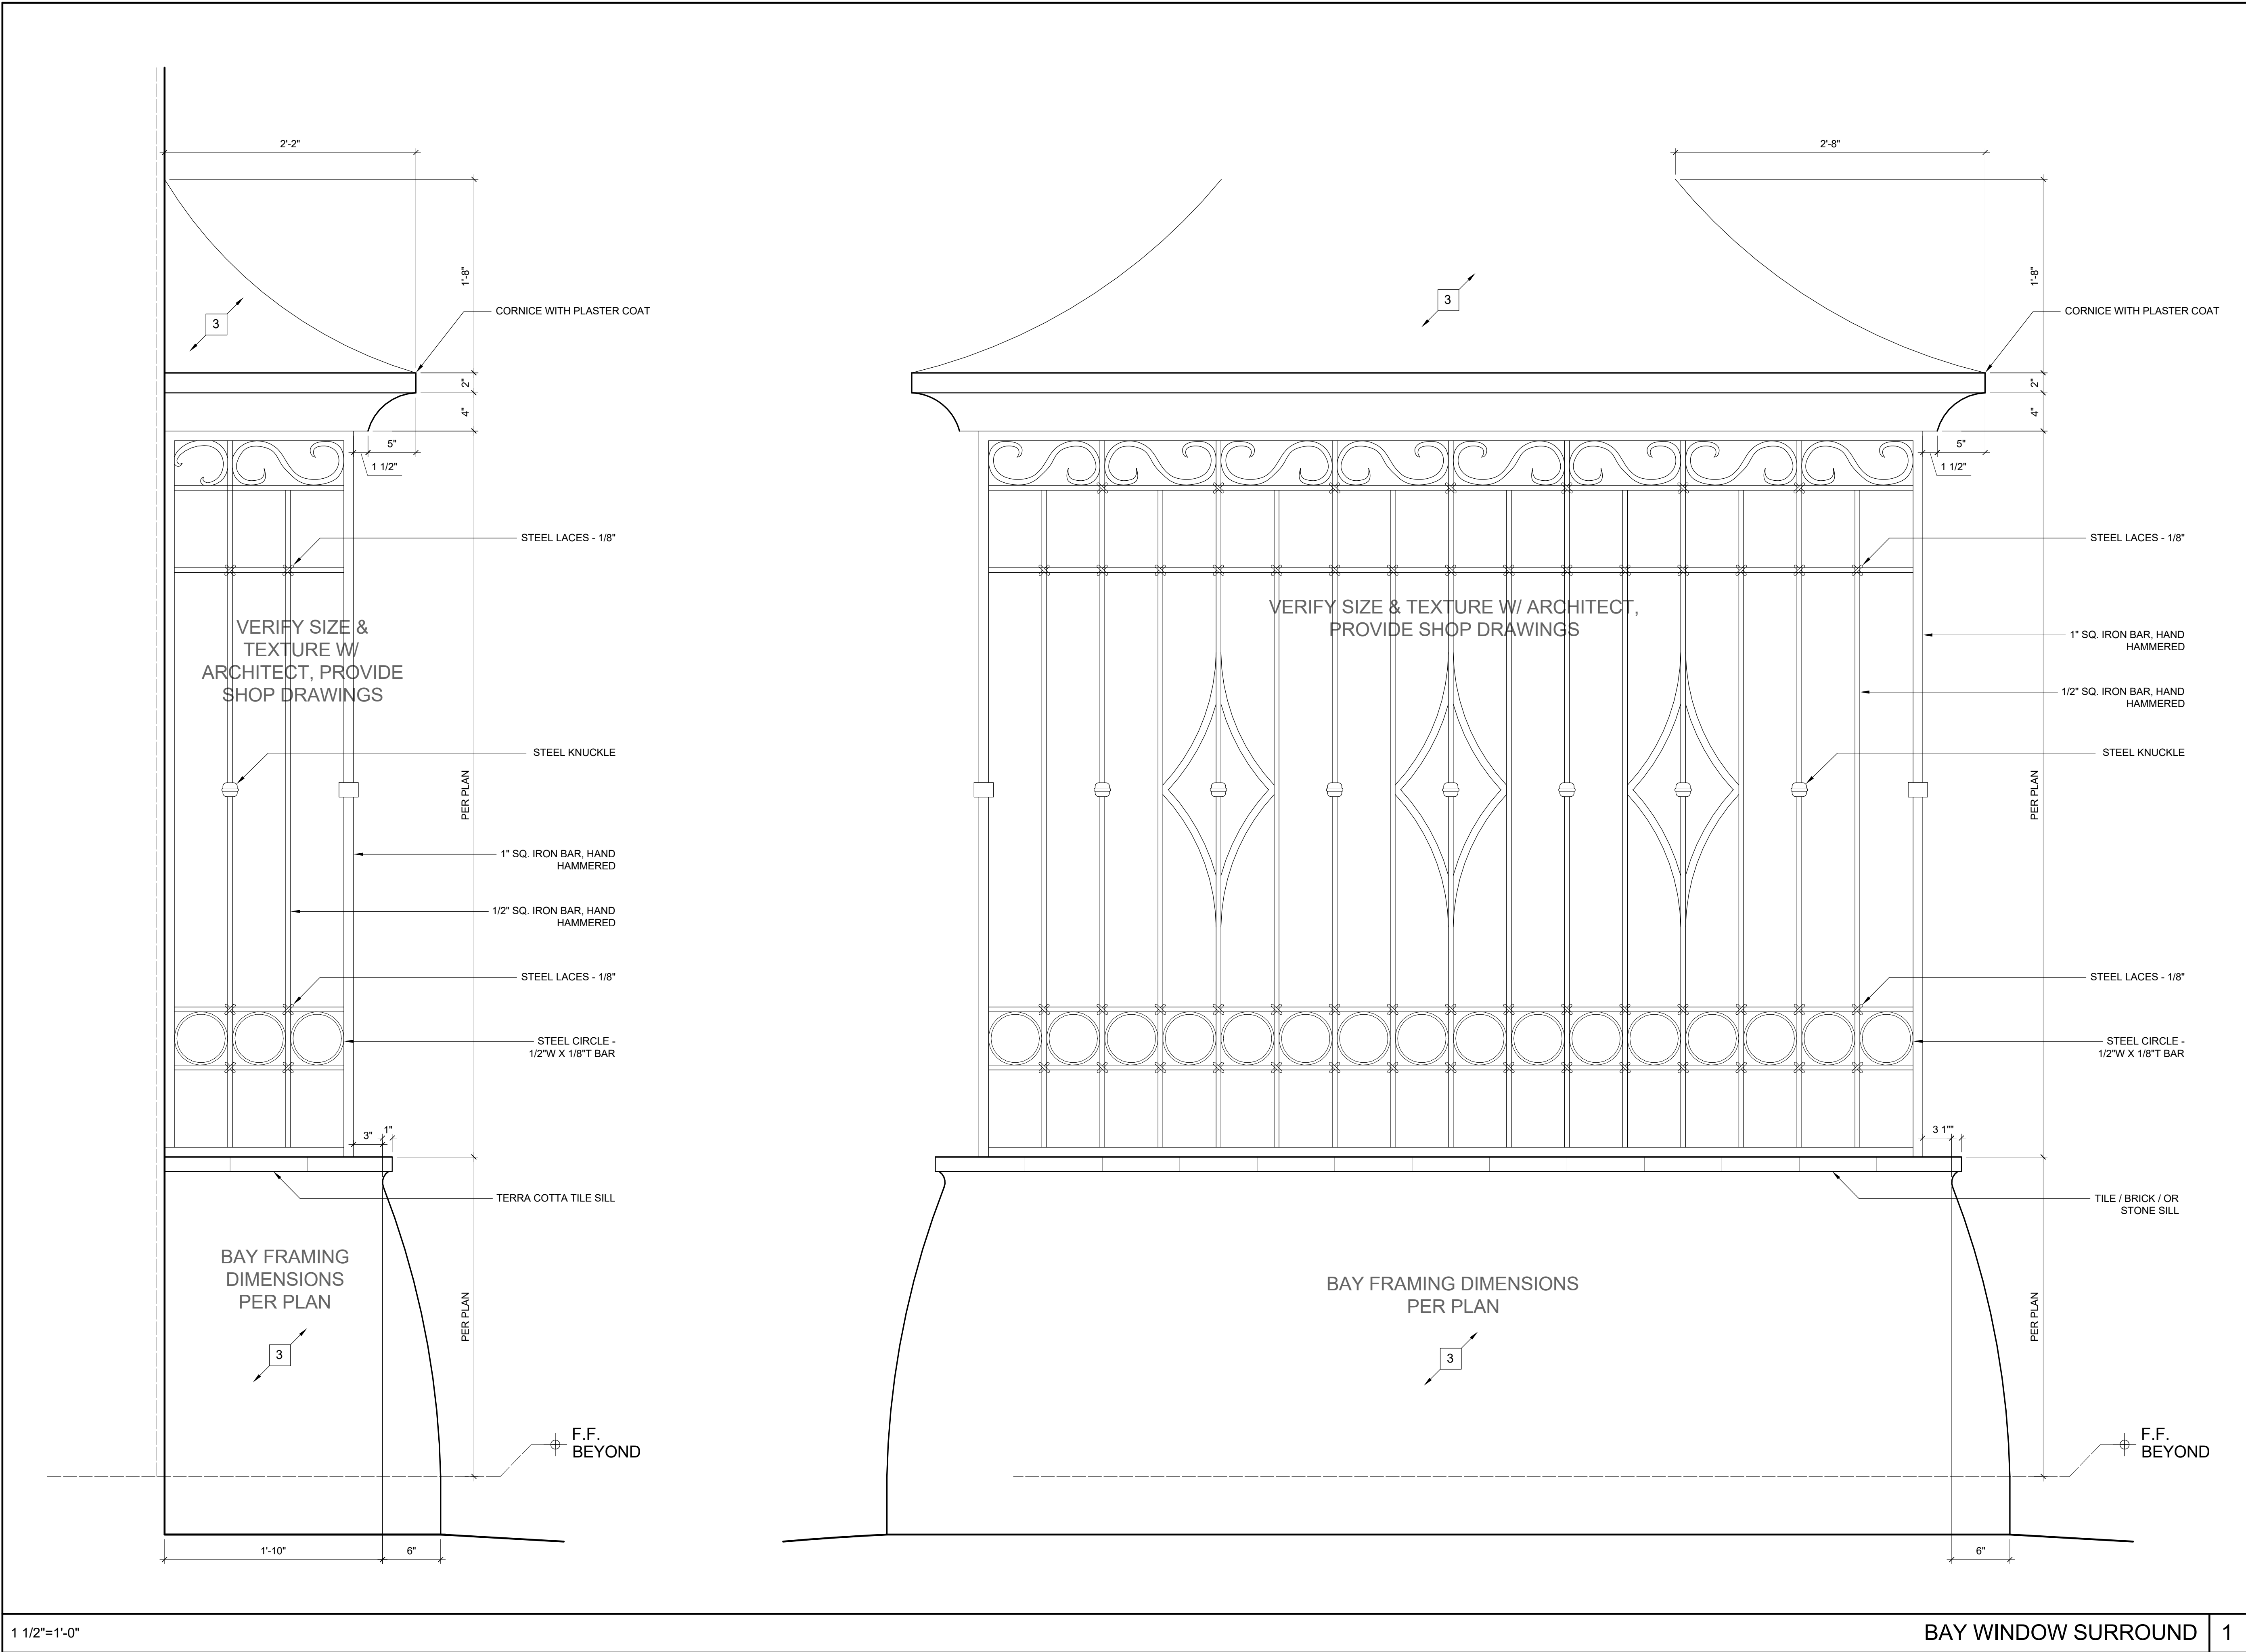 2'-2"
1'-8"
3
CORNICE WITH PLASTER COAT
2"
4"
5"
1 1/2"
STEEL LACES - 1/8"
VERIFY SIZE &
TEXTURE W/
ARCHITECT, PROVIDE
SHOP DRAWINGS
STEEL KNUCKLE
PER PLAN
1" SQ. IRON BAR, HAND
HAMMERED
1/2" SQ. IRON BAR, HAND
HAMMERED
STEEL LACES - 1/8"
STEEL CIRCLE -
1/2"W X 1/8"T BAR
3"
1"
TERRA COTTA TILE SILL
BAY FRAMING
DIMENSIONS
PER PLAN
PER PLAN
3
F.F.
BEYOND
1'-10"
6"
2'-8"
1'-8"
3
CORNICE WITH PLASTER COAT
2"
4"
5"
1 1/2"
STEEL LACES - 1/8"
VERIFY SIZE & TEXTURE W/ ARCHITECT,
PROVIDE SHOP DRAWINGS
1" SQ. IRON BAR, HAND
HAMMERED
1/2" SQ. IRON BAR, HAND
HAMMERED
STEEL KNUCKLE
PER PLAN
STEEL LACES - 1/8"
STEEL CIRCLE -
1/2"W X 1/8"T BAR
3 1""
TILE / BRICK / OR
STONE SILL
BAY FRAMING DIMENSIONS
PER PLAN
PER PLAN
3
F.F.
BEYOND
6"
1 1/2"=1'-0"
BAY WINDOW SURROUND
1